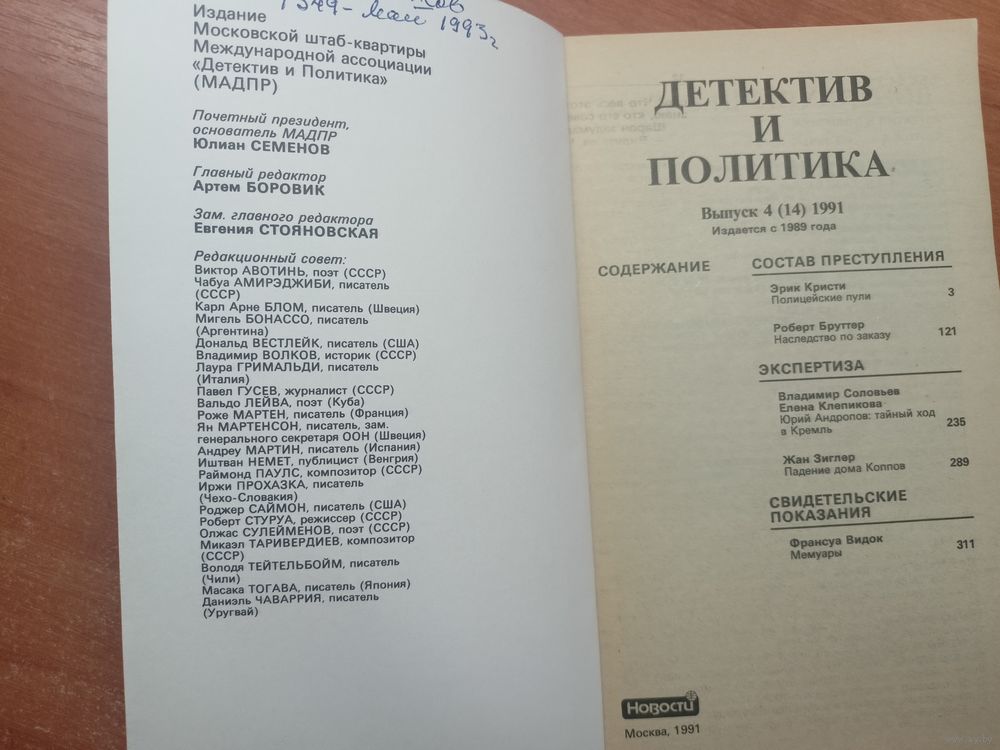 1549 - Май 1993г
Издание
Московской штаб-квартиры
Международной ассоциации
«Детектив и Политика»
(МАДПР)
Почетный президент,
основатель МАДПР
Юлиан СЕМЕНОВ
Главный редактор
Артем БОРОВИК
Зам. главного редактора
Евгения СТОЯНОВСКАЯ
Редакционный совет:
Виктор АВОТИНЬ, поэт (СССР)
Чабуа АМИРЭДЖИБИ, писатель
(СССР)
Карл Арне БЛОМ, писатель (Швеция)
Мигель БОНАССО, писатель
(Аргентина)
Дональд ВЕСТЛЕЙК, писатель (США)
Владимир ВОЛКОВ, историк (СССР)
Лаура ГРИМАЛЬДИ, писатель
(Италия)
Павел ГУСЕВ, журналист (СССР)
Вальдо ЛЕЙВА, поэт (Куба)
Роже МАРТЕН, писатель (Франция)
Ян МАРТЕНСОН, писатель, зам.
генерального секретаря ООН (Швеция)
Андреу МАРТИН, писатель (Испания)
Иштван НЕМЕТ, публицист (Венгрия)
Раймонд ПАУЛС, композитор (СССР)
Иржи ПРОХАЗКА, писатель
(Чехо-Словакия)
Роджер САЙМОН, писатель (США)
Роберт СТУРУА, режиссер (СССР)
Олжас СУЛЕЙМЕНОВ, поэт (СССР)
Микаэл ТАРИВЕРДИЕВ, композитор
(СССР)
Володя ТЕЙТЕЛЬБОЙМ, писатель
(Чили)
Масака ТОГАВА, писатель (Япония)
Даниэль ЧАВАРРИЯ, писатель
(Уругвай)
ДЕТЕКТИВ
И
ПОЛИТИКА
Выпуск 4 (14) 1991
Издается с 1989 года
СОДЕРЖАНИЕ
СОСТАВ ПРЕСТУПЛЕНИЯ
Эрик Кристи
Полицейские пули 3
Роберт Бруттер
Наследство по заказу 121
ЭКСПЕРТИЗА
Владимир Соловьев
Елена Клепикова
Юрий Андропов: тайный ход
в Кремль 235
Жан Зиглер
Падение дома Коппов 289
СВИДЕТЕЛЬСКИЕ
ПОКАЗАНИЯ
Франсуа Видок
Мемуары 311
Новости
Москва, 1991